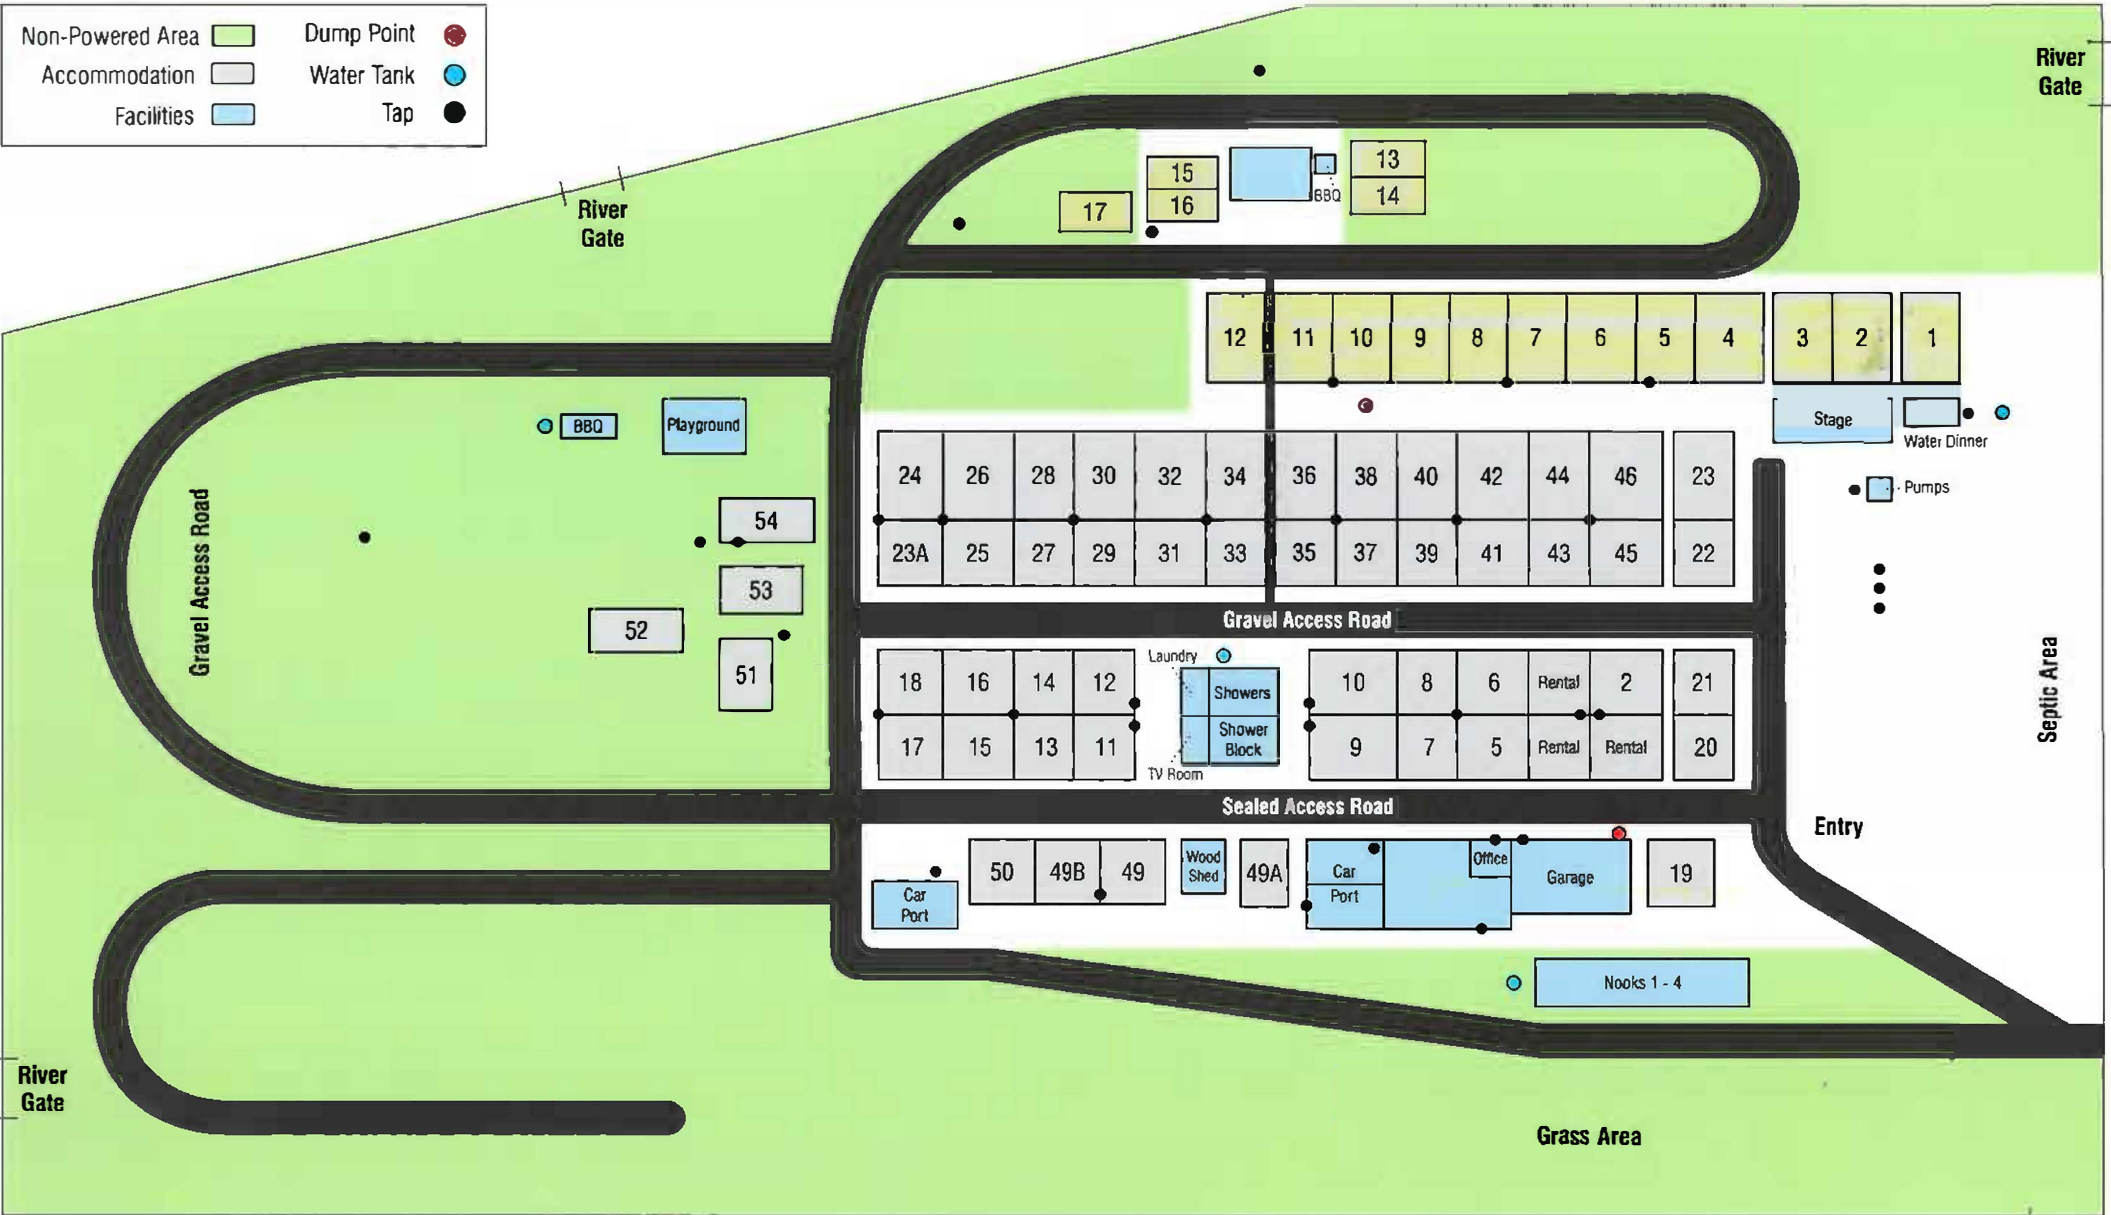 Non-Powered Area
Dump Point
Accommodation
Water Tank
Facilities
Tap
River
Gate
River
Gate
15
16
17
BBQ
13
14
12
11
10
9
8
7
6
5
4
3
2
1
BBQ
Playground
Stage
Water Dinner
Pumps
24
26
28
30
32
34
36
38
40
42
44
46
23
23A
25
27
29
31
33
35
37
39
41
43
45
22
54
53
52
51
Gravel Access Road
Gravel Access Road
Septic Area
Laundry
18
16
14
12
Showers
10
8
6
Rental
2
21
17
15
13
11
Shower
Block
9
7
5
Rental
Rental
20
TV Room
Sealed Access Road
Entry
50
49B
49
Wood
Shed
49A
Car
Port
Office
Garage
19
Car
Port
Nooks 1 - 4
River
Gate
Grass Area